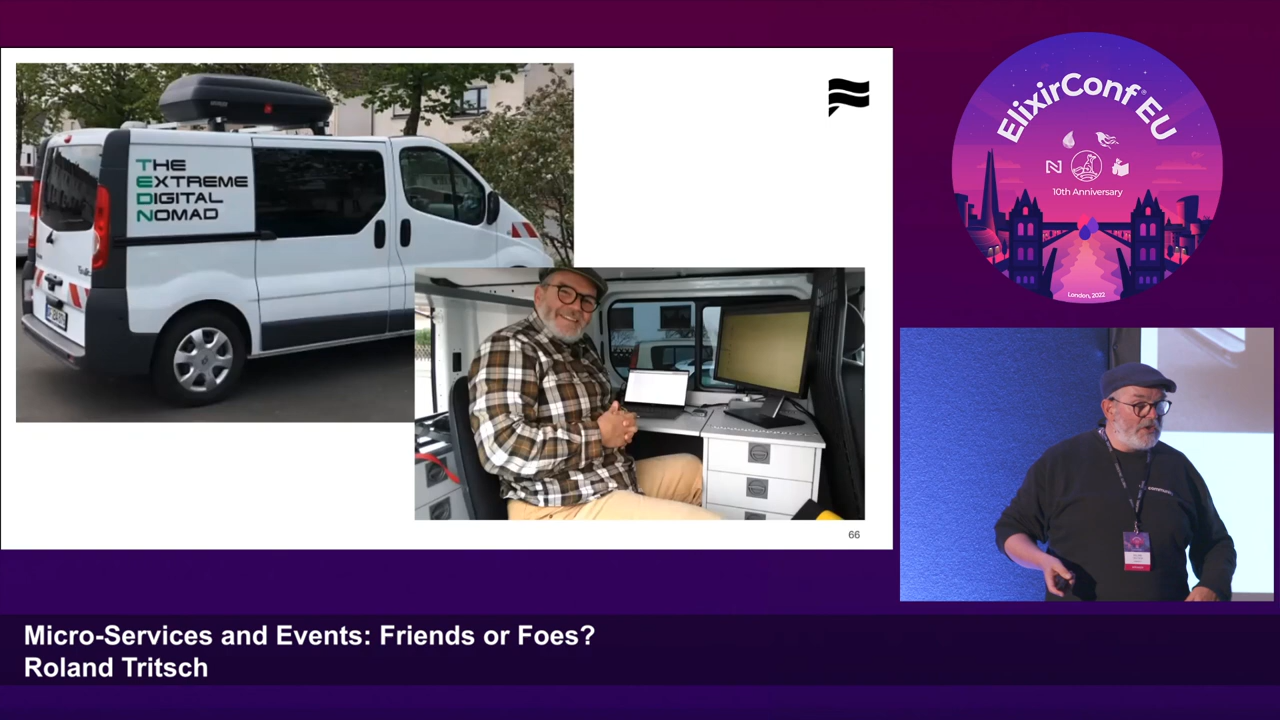 THE
EXTREME
DIGITAL
NOMAD
66
ElixirConf EU
10th Anniversary
London, 2022
Micro-Services and Events: Friends or Foes?
Roland Tritsch